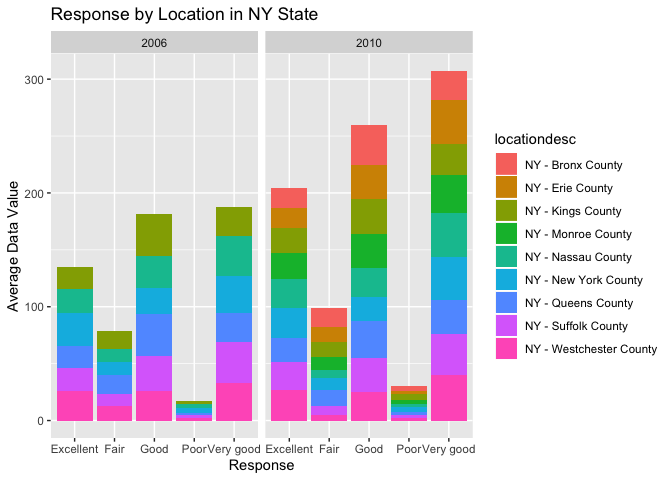 Response by Location in NY State
2006
2010
Average Data Value
300
200
100
0
Excellent Fair Good Poor Very good
Excellent Fair Good Poor Very good
Response
locationdesc
NY - Bronx County
NY - Erie County
NY - Kings County
NY - Monroe County
NY - Nassau County
NY - New York County
NY - Queens County
NY - Suffolk County
NY - Westchester County